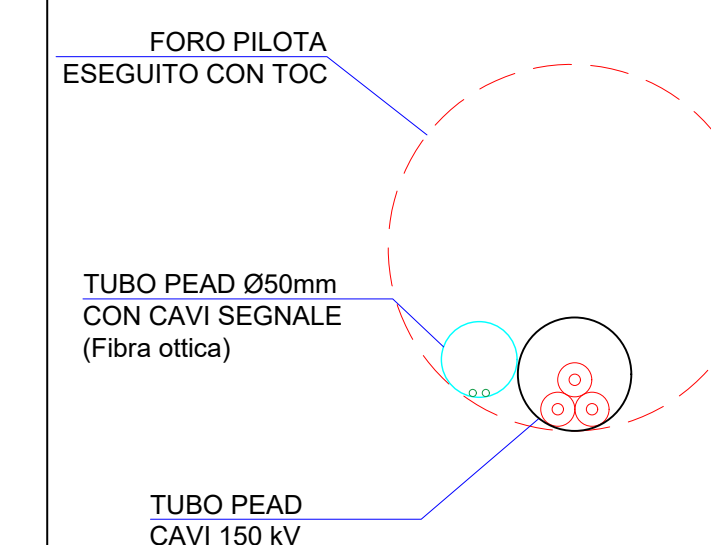 FORO PILOTA
ESEGUITO CON TOC
TUBO PEAD Ø50mm
CON CAVI SEGNALE
(Fibra ottica)
TUBO PEAD
CAVI 150 kV